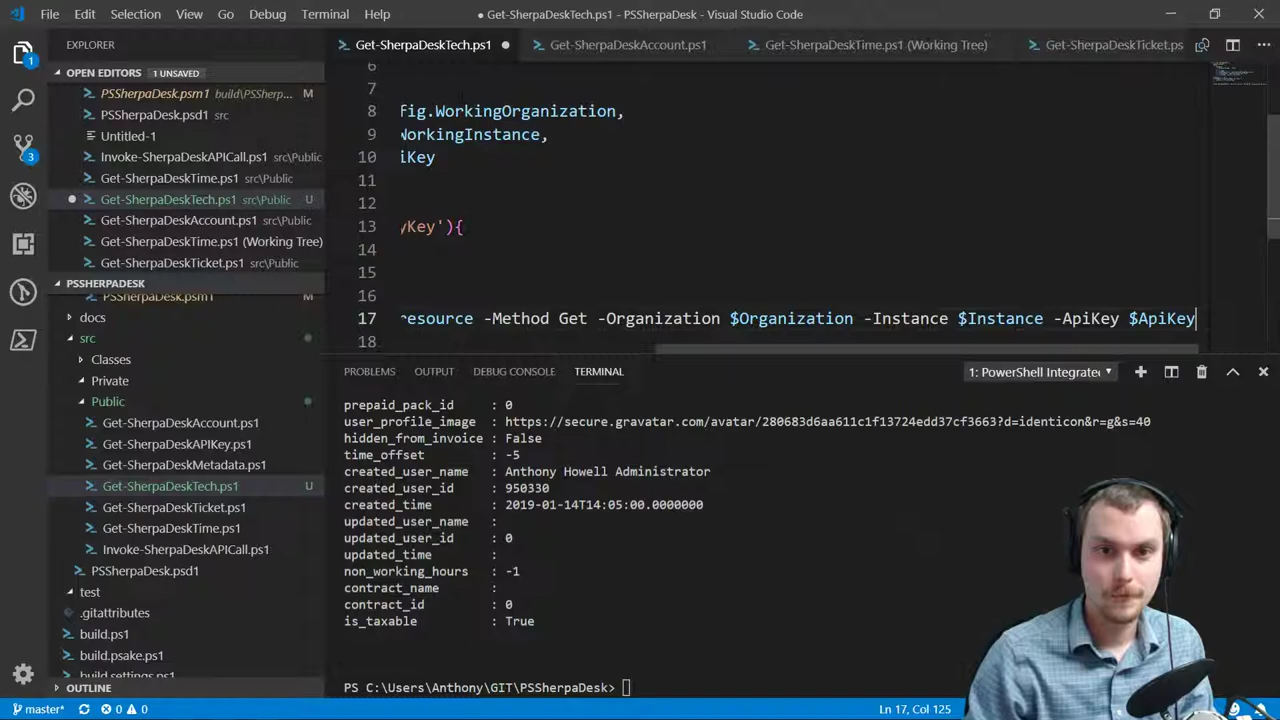 File Edit Selection View Go Debug Terminal Help ● Get-SherpaDeskTech.ps1 - PSSherpaDesk - Visual Studio Code
EXPLORER
OPEN EDITORS 1 UNSAVED
PSSherpaDesk.psm1 build\PSSherp... M
PSSherpaDesk.psd1 src
Untitled-1
Invoke-SherpaDeskAPICall.ps1 src\Public
Get-SherpaDeskTime.ps1 src\Public
Get-SherpaDeskTech.ps1 src\Public U
Get-SherpaDeskAccount.ps1 src\Public
Get-SherpaDeskTime.ps1 (Working Tree)
Get-SherpaDeskTicket.ps1 src\Public
PSSHERPADESK
PSSherpaDesk.psm1 M
docs
src
Classes
Private
Public
Get-SherpaDeskAccount.ps1
Get-SherpaDeskAPIKey.ps1
Get-SherpaDeskMetadata.ps1
Get-SherpaDeskTech.ps1 U
Get-SherpaDeskTicket.ps1
Get-SherpaDeskTime.ps1
Invoke-SherpaDeskAPICall.ps1
PSSherpaDesk.psd1
test
.gitattributes
build.ps1
build.psake.ps1
build.settings.ps1
OUTLINE
1
3
Get-SherpaDeskTech.ps1 ● Get-SherpaDeskAccount.ps1 Get-SherpaDeskTime.ps1 (Working Tree) Get-SherpaDeskTicket.ps
6
7
8 fig.WorkingOrganization,
9 WorkingInstance,
10 iKey
11
12
13 yKey'){
14
15
16
17 resource -Method Get -Organization $Organization -Instance $Instance -ApiKey $ApiKey
18
PROBLEMS OUTPUT DEBUG CONSOLE TERMINAL 1: PowerShell Integrate
prepaid_pack_id : 0
user_profile_image : https://secure.gravatar.com/avatar/280683d6aa611c1f13724edd37cf3663?d=identicon&r=g&s=40
hidden_from_invoice : False
time_offset : -5
created_user_name : Anthony Howell Administrator
created_user_id : 950330
created_time : 2019-01-14T14:05:00.0000000
updated_user_name :
updated_user_id : 0
updated_time :
non_working_hours : -1
contract_name :
contract_id : 0
is_taxable : True
PS C:\Users\Anthony\GIT\PSSherpaDesk>
master* 0 0 Ln 17, Col 125